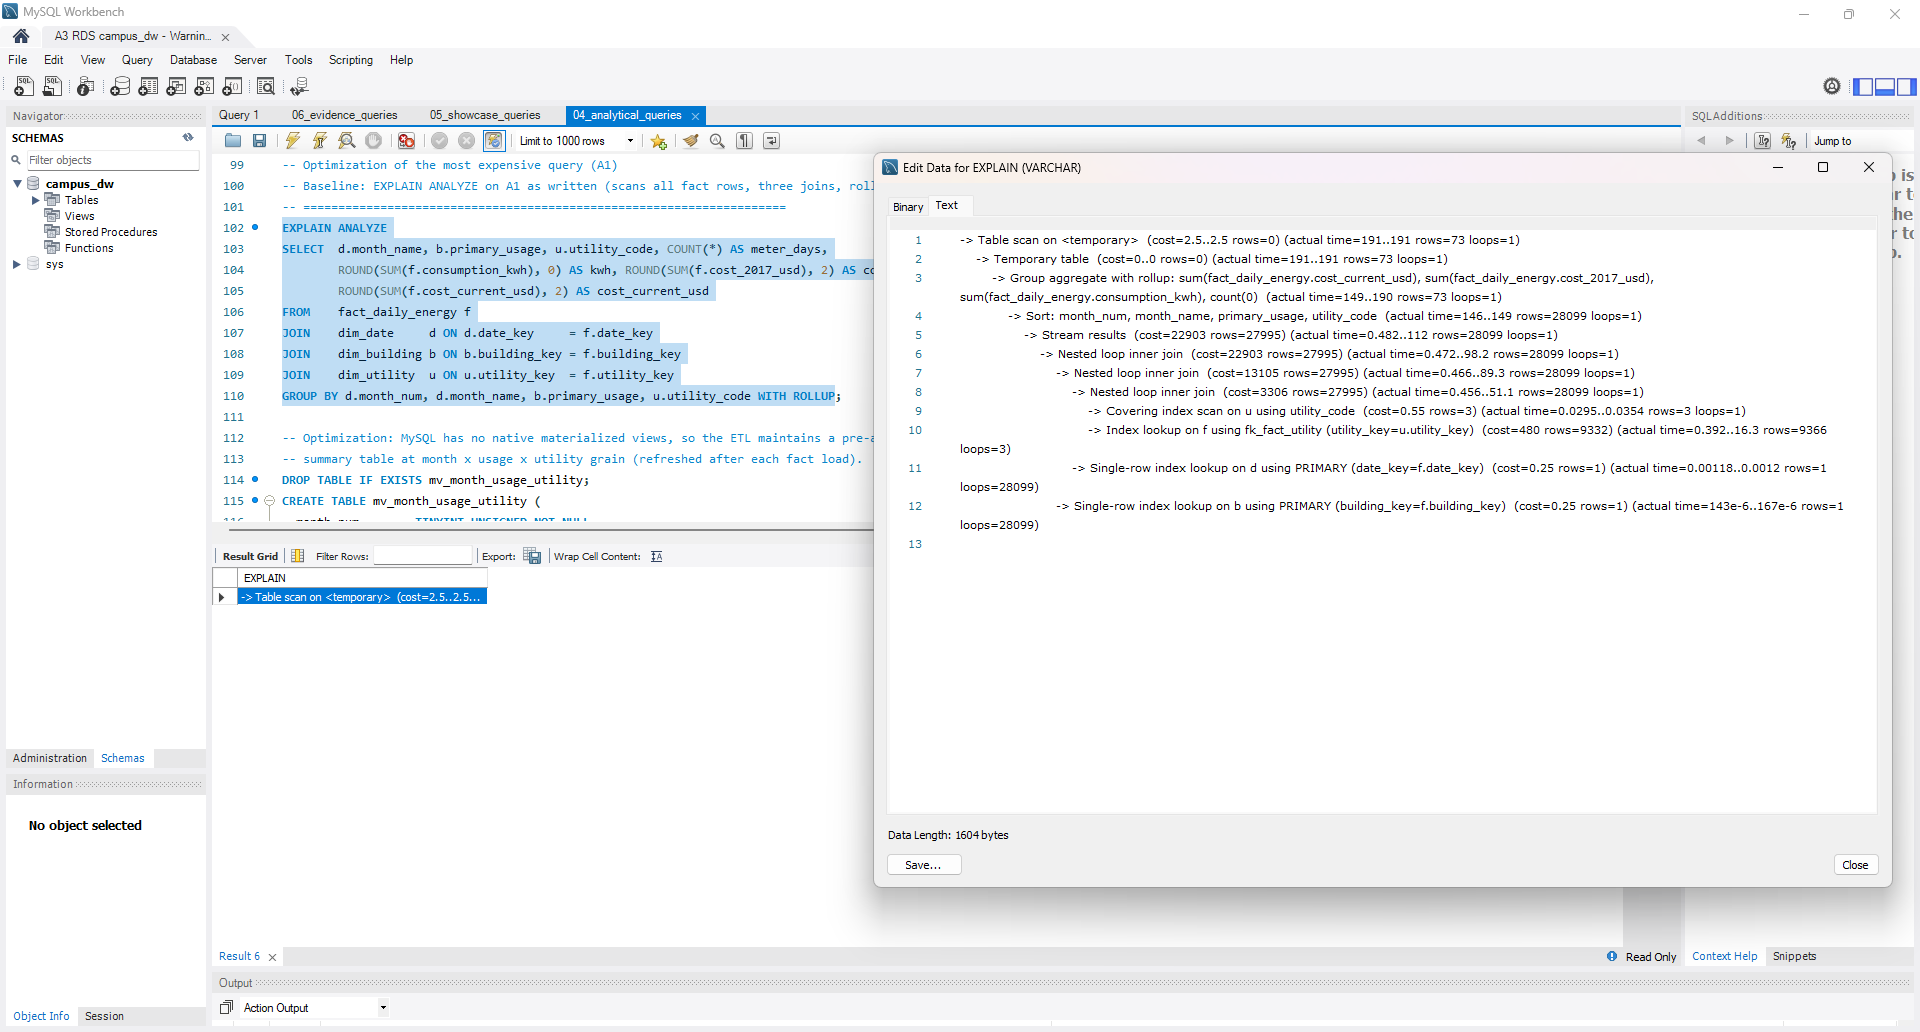 MySQL Workbench
A3 RDS campus_dw - Warnin...
File Edit View Query Database Server Tools Scripting Help
Navigator
SCHEMAS
Filter objects
campus_dw
Tables
Views
Stored Procedures
Functions
sys
Administration Schemas
Information
No object selected
Object Info Session
Query 1 06_evidence_queries 05_showcase_queries 04_analytical_queries
Limit to 1000 rows
99 -- Optimization of the most expensive query (A1)
100 -- Baseline: EXPLAIN ANALYZE on A1 as written (scans all fact rows, three joins, roll
101 -- =====================================================================
102 EXPLAIN ANALYZE
103 SELECT d.month_name, b.primary_usage, u.utility_code, COUNT(*) AS meter_days,
104 ROUND(SUM(f.consumption_kwh), 0) AS kwh, ROUND(SUM(f.cost_2017_usd), 2) AS co
105 ROUND(SUM(f.cost_current_usd), 2) AS cost_current_usd
106 FROM fact_daily_energy f
107 JOIN dim_date d ON d.date_key = f.date_key
108 JOIN dim_building b ON b.building_key = f.building_key
109 JOIN dim_utility u ON u.utility_key = f.utility_key
110 GROUP BY d.month_num, d.month_name, b.primary_usage, u.utility_code WITH ROLLUP;
111
112 -- Optimization: MySQL has no native materialized views, so the ETL maintains a pre-a
113 -- summary table at month x usage x utility grain (refreshed after each fact load).
114 DROP TABLE IF EXISTS mv_month_usage_utility;
115 CREATE TABLE mv_month_usage_utility (
Result Grid Filter Rows: Export: Wrap Cell Content:
EXPLAIN
-> Table scan on <temporary> (cost=2.5..2.5...
Result 6
Read Only
Output
Action Output
SQLAdditions
Jump to
Context Help Snippets
Edit Data for EXPLAIN (VARCHAR)
Binary Text
1 -> Table scan on <temporary> (cost=2.5..2.5 rows=0) (actual time=191..191 rows=73 loops=1)
2 -> Temporary table (cost=0..0 rows=0) (actual time=191..191 rows=73 loops=1)
3 -> Group aggregate with rollup: sum(fact_daily_energy.cost_current_usd), sum(fact_daily_energy.cost_2017_usd),
sum(fact_daily_energy.consumption_kwh), count(0) (actual time=149..190 rows=73 loops=1)
4 -> Sort: month_num, month_name, primary_usage, utility_code (actual time=146..149 rows=28099 loops=1)
5 -> Stream results (cost=22903 rows=27995) (actual time=0.482..112 rows=28099 loops=1)
6 -> Nested loop inner join (cost=22903 rows=27995) (actual time=0.472..98.2 rows=28099 loops=1)
7 -> Nested loop inner join (cost=13105 rows=27995) (actual time=0.466..89.3 rows=28099 loops=1)
8 -> Nested loop inner join (cost=3306 rows=27995) (actual time=0.456..51.1 rows=28099 loops=1)
9 -> Covering index scan on u using utility_code (cost=0.55 rows=3) (actual time=0.0295..0.0354 rows=3 loops=1)
10 -> Index lookup on f using fk_fact_utility (utility_key=u.utility_key) (cost=480 rows=9332) (actual time=0.392..16.3 rows=9366
loops=3)
11 -> Single-row index lookup on d using PRIMARY (date_key=f.date_key) (cost=0.25 rows=1) (actual time=0.00118..0.0012 rows=1
loops=28099)
12 -> Single-row index lookup on b using PRIMARY (building_key=f.building_key) (cost=0.25 rows=1) (actual time=143e-6..167e-6 rows=1
loops=28099)
13
Data Length: 1604 bytes
Save... Close